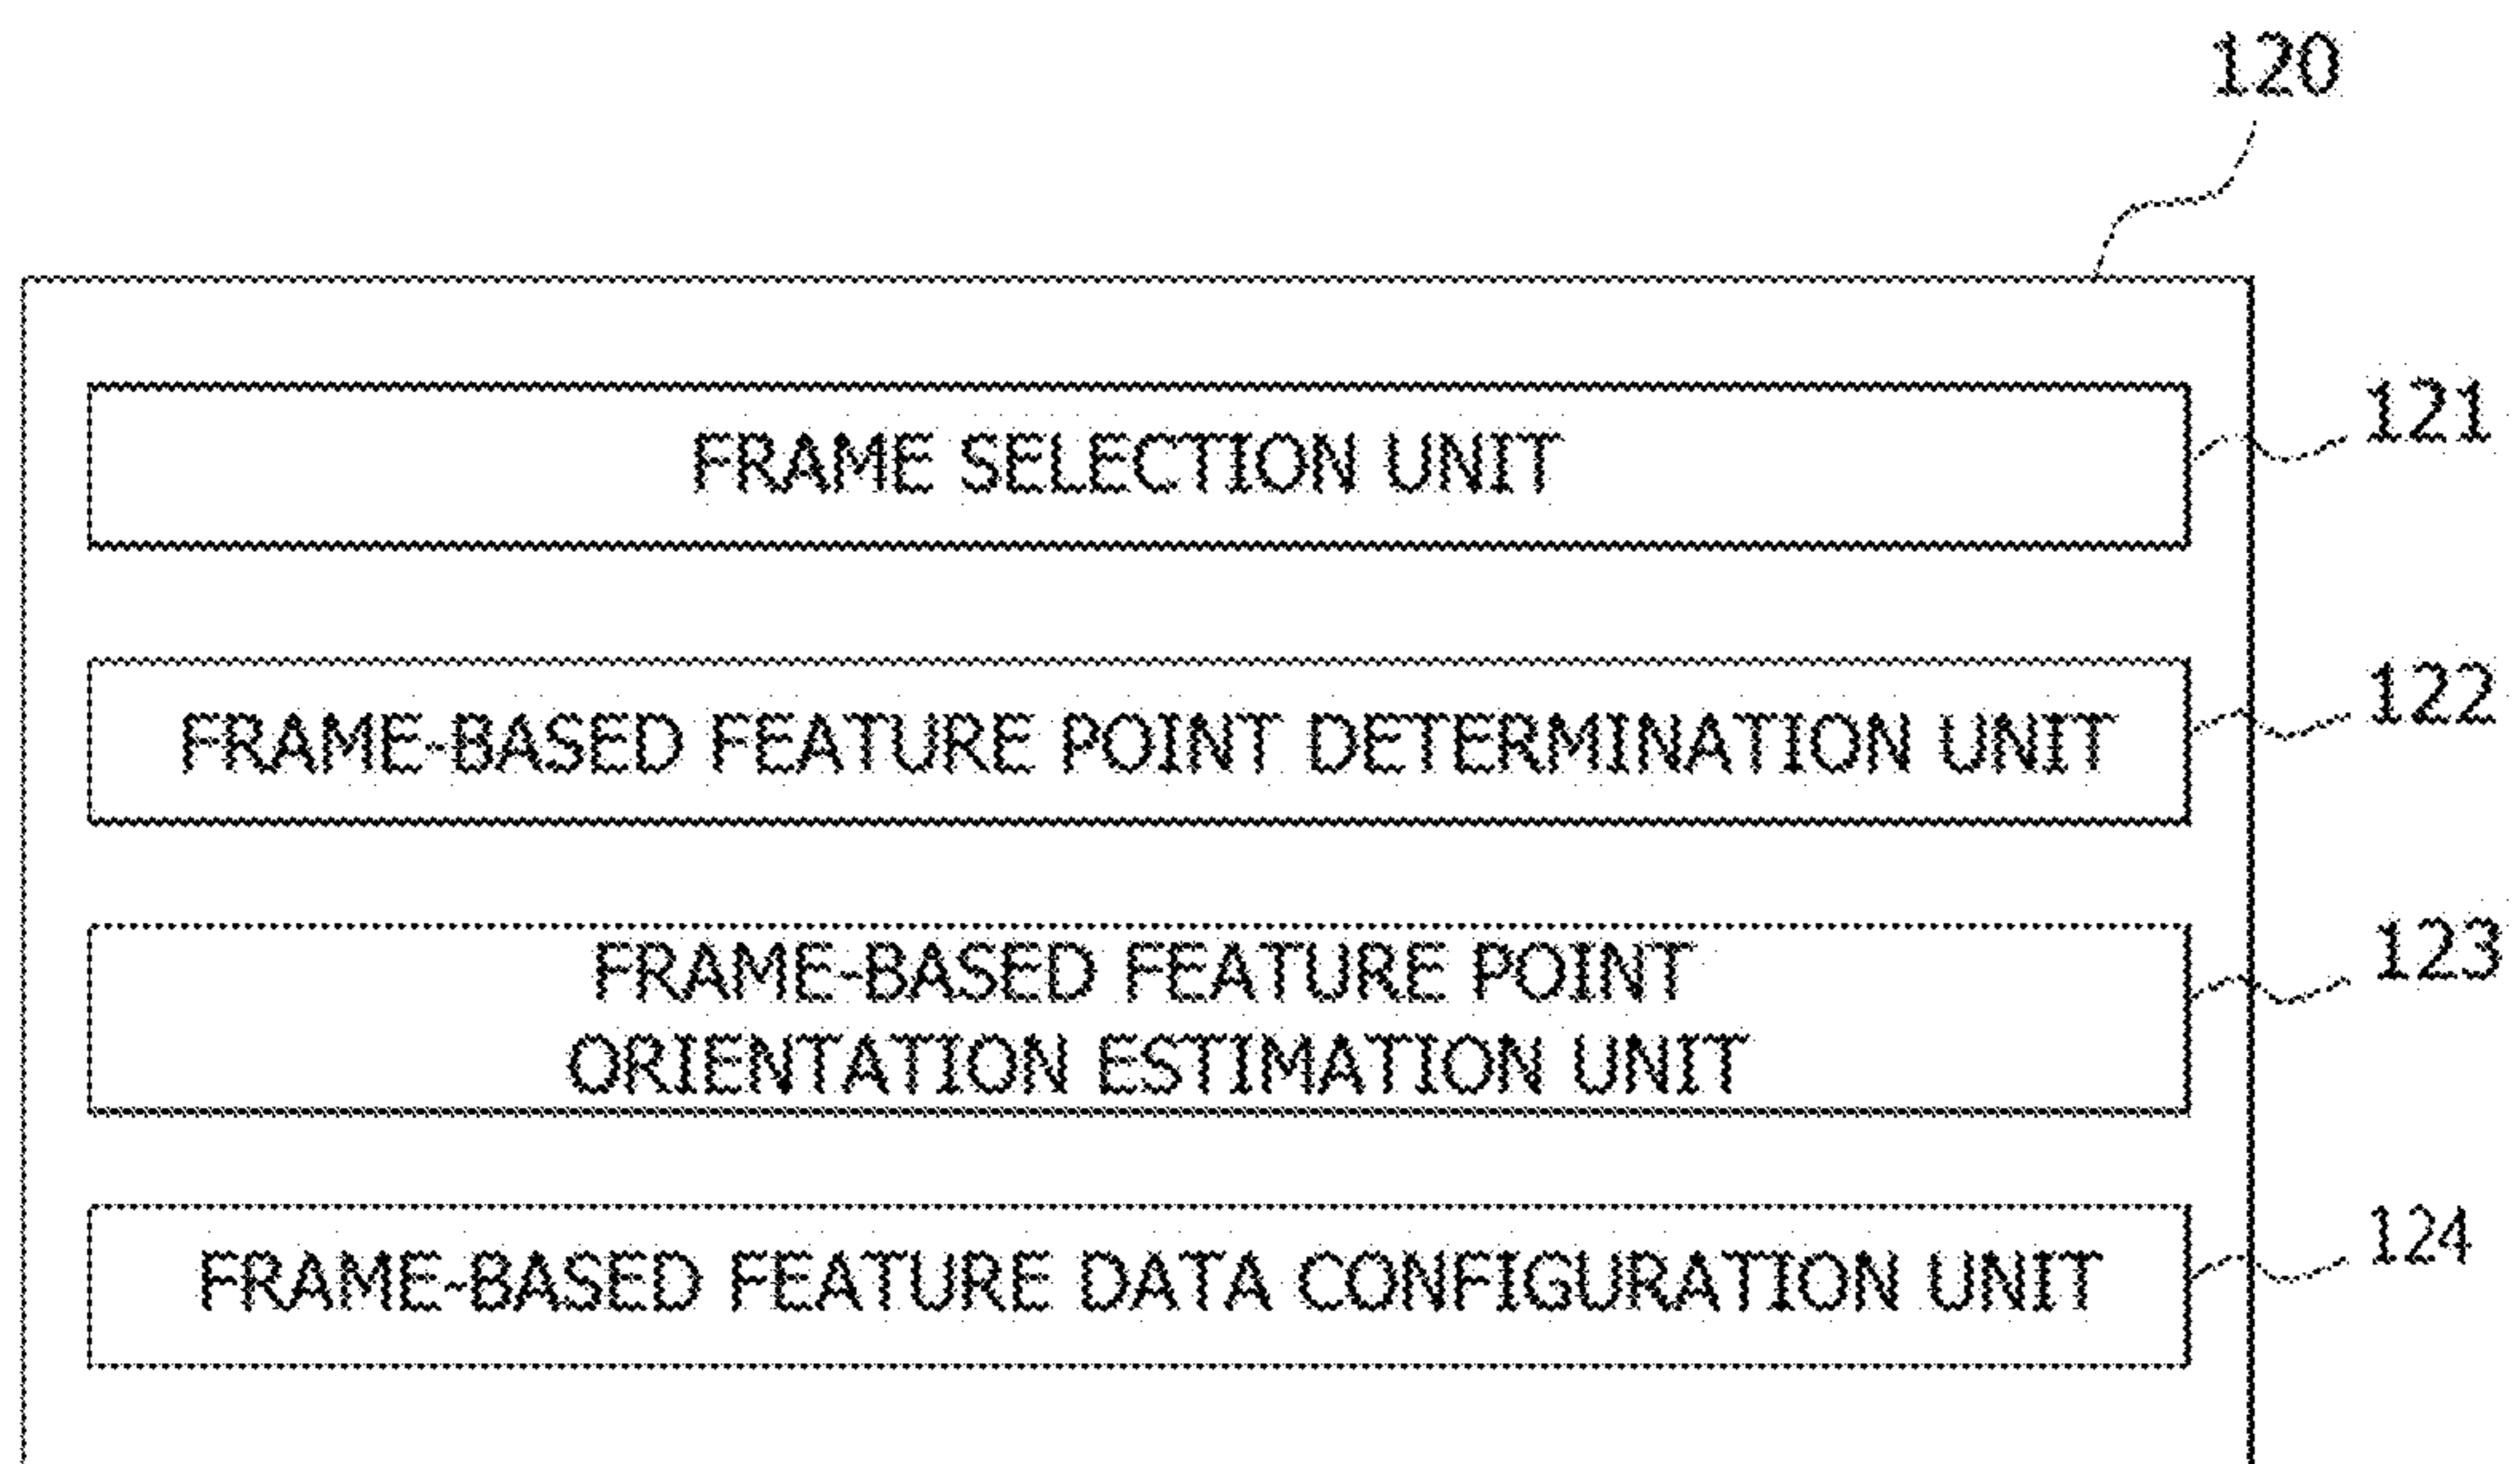 120
FRAME SELECTION UNIT
121
FRAME-BASED FEATURE POINT DETERMINATION UNIT
122
FRAME-BASED FEATURE POINT
ORIENTATION ESTIMATION UNIT
123
FRAME-BASED FEATURE DATA CONFIGURATION UNIT
124